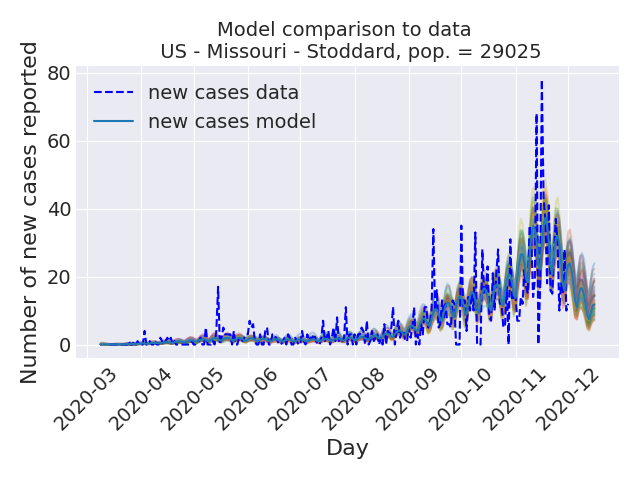 Model comparison to data
US - Missouri - Stoddard, pop. = 29025
new cases data
new cases model
Number of new cases reported
80
60
40
20
0
2020-03
2020-04
2020-05
2020-06
2020-07
2020-08
2020-09
2020-10
2020-11
2020-12
Day